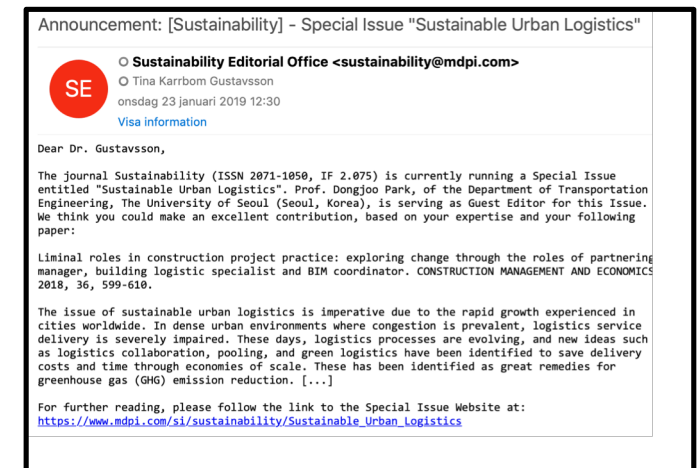 Announcement: [Sustainability] - Special Issue "Sustainable Urban Logistics"
SE
Sustainability Editorial Office <sustainability@mdpi.com>
Tina Karrbom Gustavsson
onsdag 23 januari 2019 12:30
Visa information
Dear Dr. Gustavsson,
The journal Sustainability (ISSN 2071-1050, IF 2.075) is currently running a Special Issue
entitled "Sustainable Urban Logistics". Prof. Dongjoo Park, of the Department of Transportation
Engineering, The University of Seoul (Seoul, Korea), is serving as Guest Editor for this Issue.
We think you could make an excellent contribution, based on your expertise and your following
paper:
Liminal roles in construction project practice: exploring change through the roles of partnering
manager, building logistic specialist and BIM coordinator. CONSTRUCTION MANAGEMENT AND ECONOMICS
2018, 36, 599-610.
The issue of sustainable urban logistics is imperative due to the rapid growth experienced in
cities worldwide. In dense urban environments where congestion is prevalent, logistics service
delivery is severely impaired. These days, logistics processes are evolving, and new ideas such
as logistics collaboration, pooling, and green logistics have been identified to save delivery
costs and time through economies of scale. These has been identified as great remedies for
greenhouse gas (GHG) emission reduction. [...]
For further reading, please follow the link to the Special Issue Website at:
https://www.mdpi.com/si/sustainability/Sustainable_Urban_Logistics